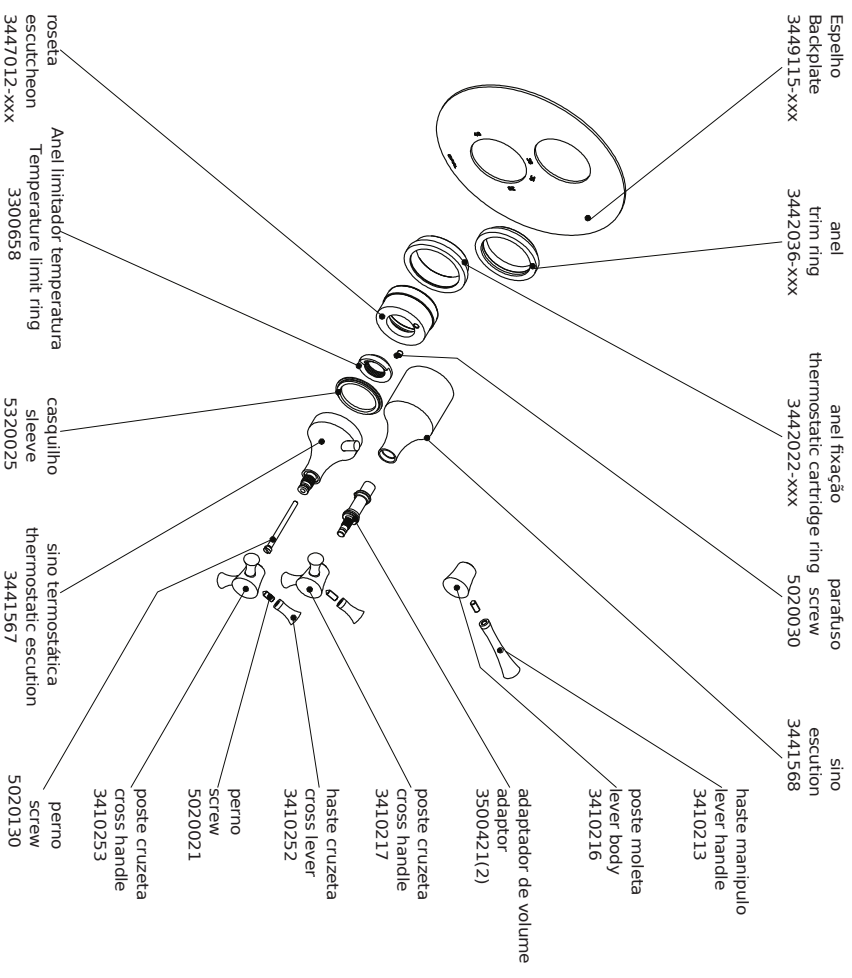 Espelho
Backplate
3449115-xxx
anel
trim ring
3442036-xxx
anel fixação
thermostatic cartridge ring
3442022-xxx
parafuso
screw
5020030
sino
escution
3441568
haste manipulo
lever handle
3410213
poste moleta
lever body
3410216
adaptador de volume
adaptor
3500421(2)
poste cruzeta
cross handle
3410217
haste cruzeta
cross lever
3410252
perno
screw
5020021
poste cruzeta
cross handle
3410253
roseta
escutcheon
3447012-xxx
Anel limitador temperatura
Temperature limit ring
3300658
casquilho
sleeve
5320025
sino termostática
thermostatic escution
3441567
perno
screw
5020130